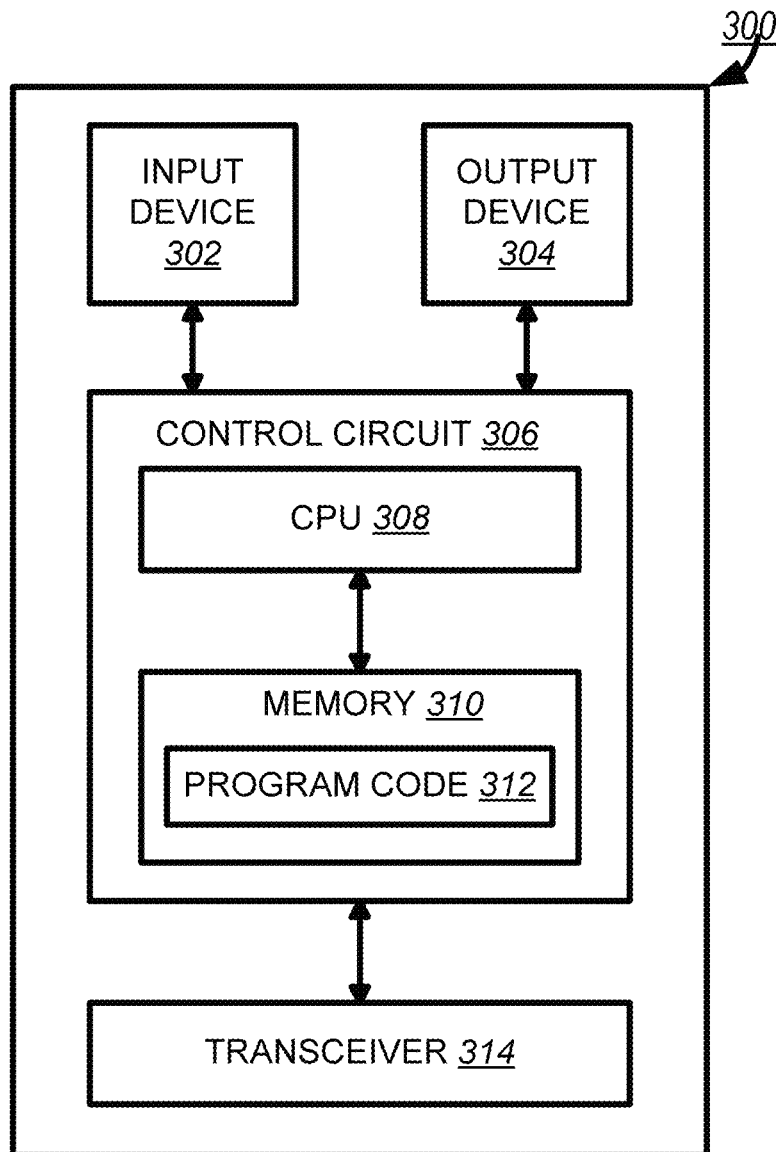 300
INPUT
DEVICE
302
OUTPUT
DEVICE
304
CONTROL CIRCUIT 306
CPU 308
MEMORY 310
PROGRAM CODE 312
TRANSCEIVER 314